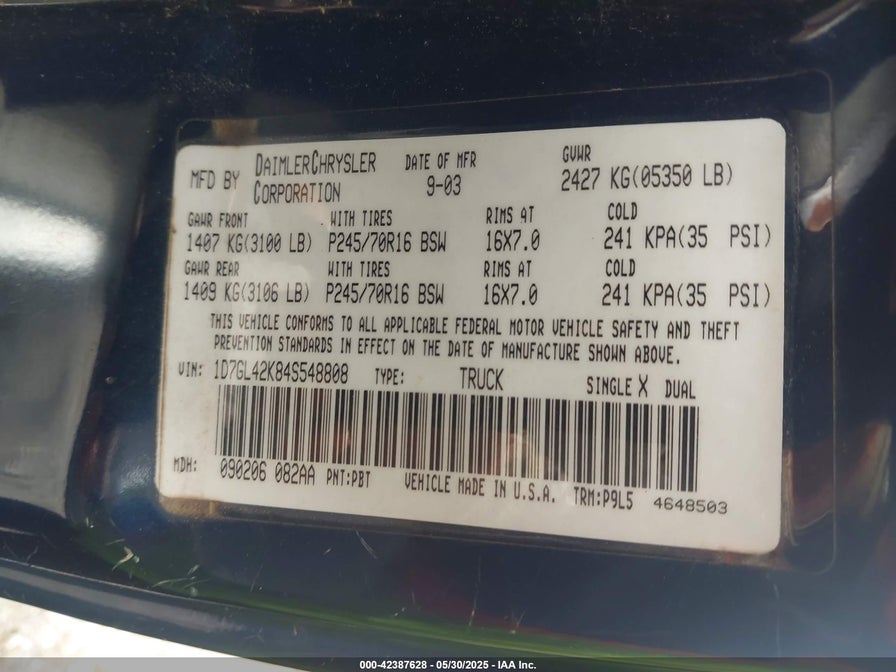 MFD BY DAIMLERCHRYSLER CORPORATION DATE OF MFR 9-03 GVWR 2427 KG(05350 LB)
GAWR FRONT WITH TIRES RIMS AT COLD
1407 KG(3100 LB) P245/70R16 BSW 16X7.0 241 KPA(35 PSI)
GAWR REAR WITH TIRES RIMS AT COLD
1409 KG(3106 LB) P245/70R16 BSW 16X7.0 241 KPA(35 PSI)
THIS VEHICLE CONFORMS TO ALL APPLICABLE FEDERAL MOTOR VEHICLE SAFETY AND THEFT
PREVENTION STANDARDS IN EFFECT ON THE DATE OF MANUFACTURE SHOWN ABOVE.
VIN: 1D7GL42K84S548808 TYPE: TRUCK SINGLE X DUAL
MDH: 090206 082AA PNT:PBT VEHICLE MADE IN U.S.A. TRM:P9L5 4648503
000-42387628 - 05/30/2025 - IAA Inc.